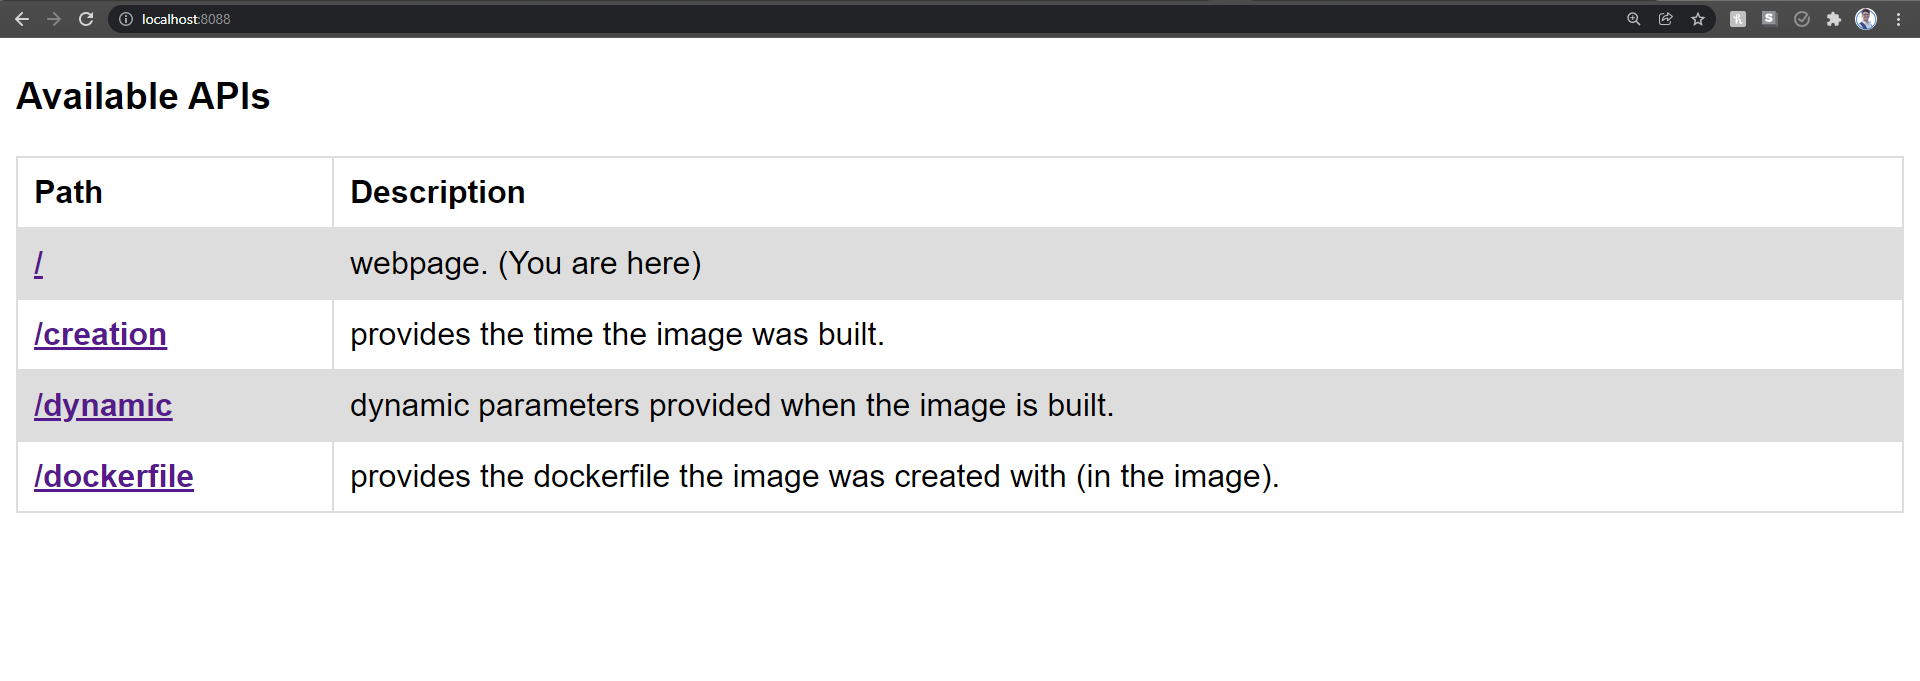 localhost:8088
Available APIs
Path Description
/ webpage. (You are here)
/creation provides the time the image was built.
/dynamic dynamic parameters provided when the image is built.
/dockerfile provides the dockerfile the image was created with (in the image).